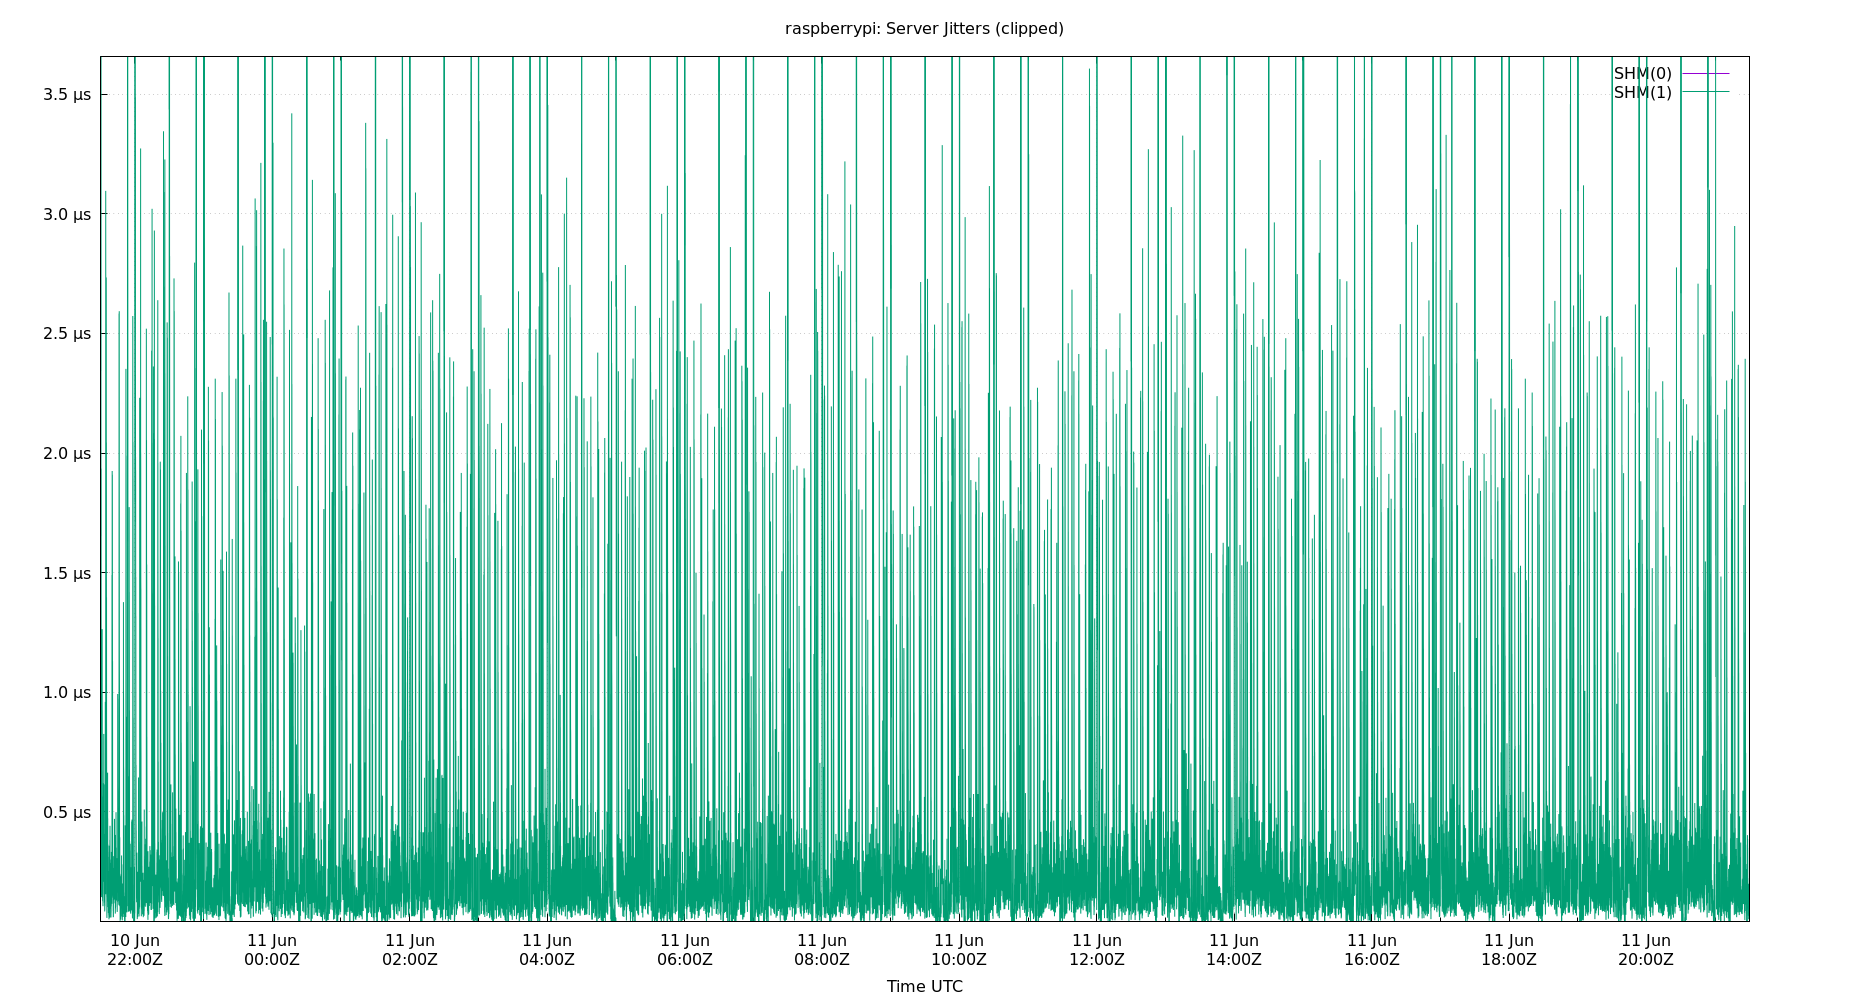 raspberrypi: Server Jitters (clipped)
SHM(0)
SHM(1)
3.5 µs
3.0 µs
2.5 µs
2.0 µs
1.5 µs
1.0 µs
0.5 µs
10 Jun 11 Jun 11 Jun 11 Jun 11 Jun 11 Jun 11 Jun 11 Jun 11 Jun 11 Jun 11 Jun 11 Jun
22:00Z 00:00Z 02:00Z 04:00Z 06:00Z 08:00Z 10:00Z 12:00Z 14:00Z 16:00Z 18:00Z 20:00Z
Time UTC